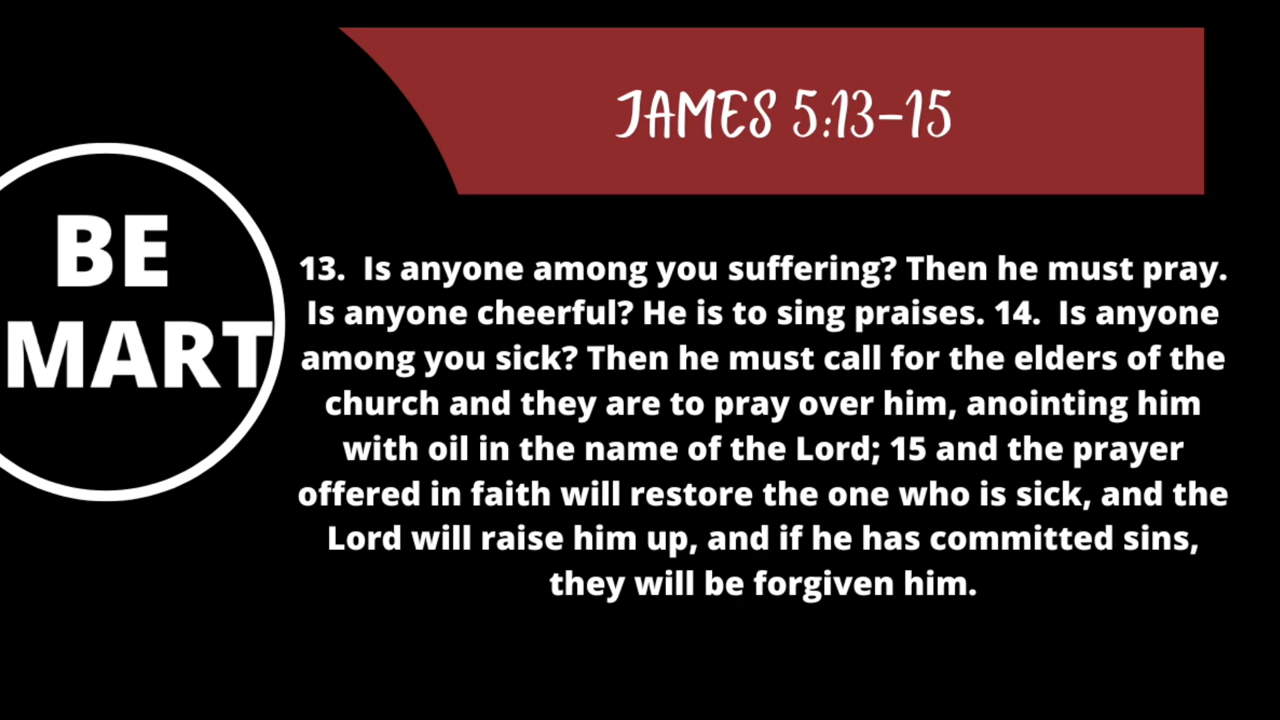 JAMES 5:13-15
BE
MART
13.  Is anyone among you suffering? Then he must pray.
Is anyone cheerful? He is to sing praises. 14.  Is anyone
among you sick? Then he must call for the elders of the
church and they are to pray over him, anointing him
with oil in the name of the Lord; 15 and the prayer
offered in faith will restore the one who is sick, and the
Lord will raise him up, and if he has committed sins,
they will be forgiven him.